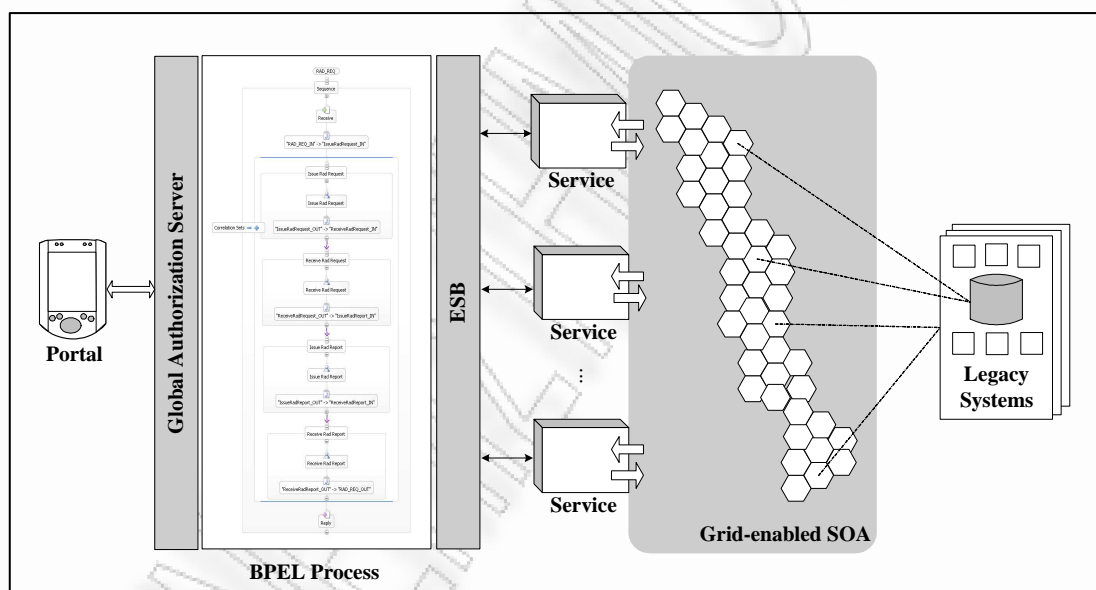 Portal
Global Authorization Server
RAD_REQ
Sequence
Receive
"RAD_REQ_IN" -> "IssueRadRequest_IN"
Issue Rad Request
Issue Rad Request
Correlation Sets
"IssueRadRequest_OUT" -> "ReceiveRadRequest_IN"
Receive Rad Request
Receive Rad Request
"ReceiveRadRequest_OUT" -> "IssueRadReport_IN"
Issue Rad Report
Issue Rad Report
"IssueRadReport_OUT" -> "ReceiveRadReport_IN"
Receive Rad Report
Receive Rad Report
"ReceiveRadReport_OUT" -> "RAD_REQ_OUT"
Reply
BPEL Process
ESB
Service
Service
...
Service
Grid-enabled SOA
Legacy
Systems